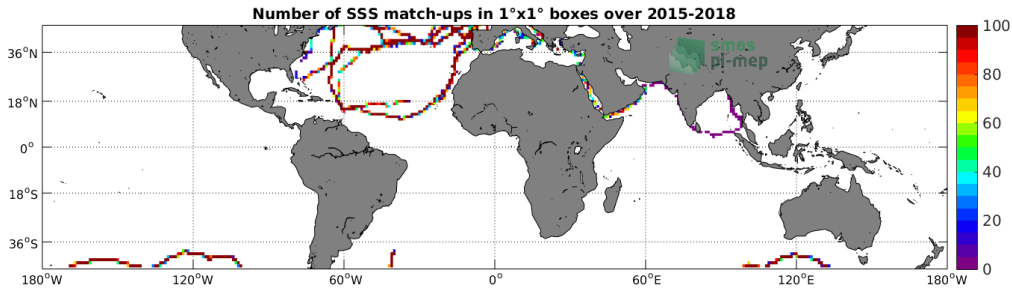 Number of SSS match-ups in 1°x1° boxes over 2015-2018
smos
pi-mep
36°N
18°N
0°
18°S
36°S
180°W 120°W 60°W 0° 60°E 120°E 180°W
100
80
60
40
20
0